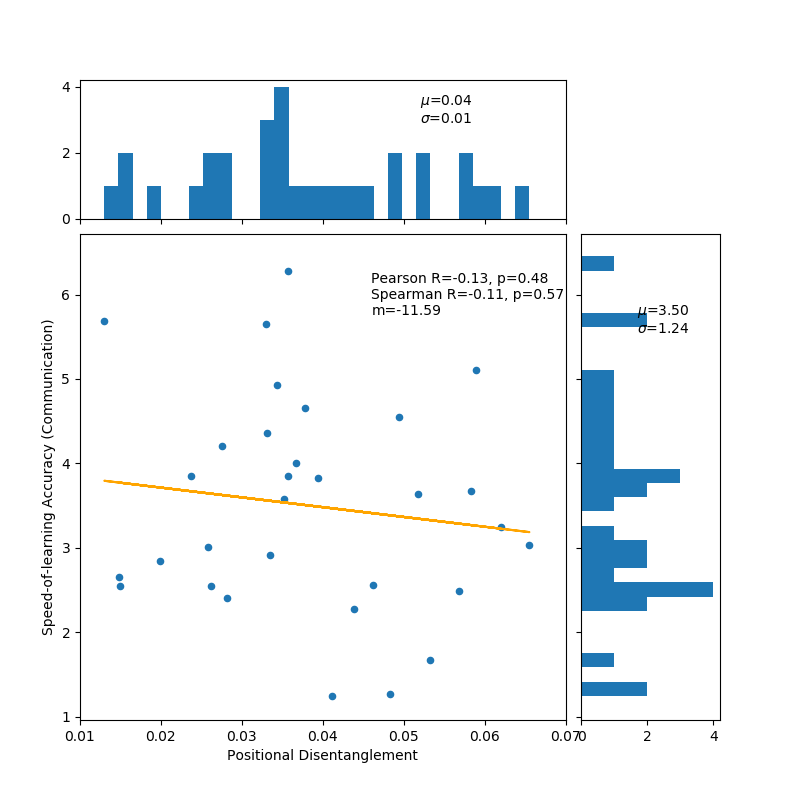 4
2
0
μ=0.04
σ=0.01
Pearson R=-0.13, p=0.48
Spearman R=-0.11, p=0.57
m=-11.59
μ=3.50
σ=1.24
6
5
4
3
2
1
Speed-of-learning Accuracy (Communication)
0.01 0.02 0.03 0.04 0.05 0.06 0.07
0 2 4
Positional Disentanglement